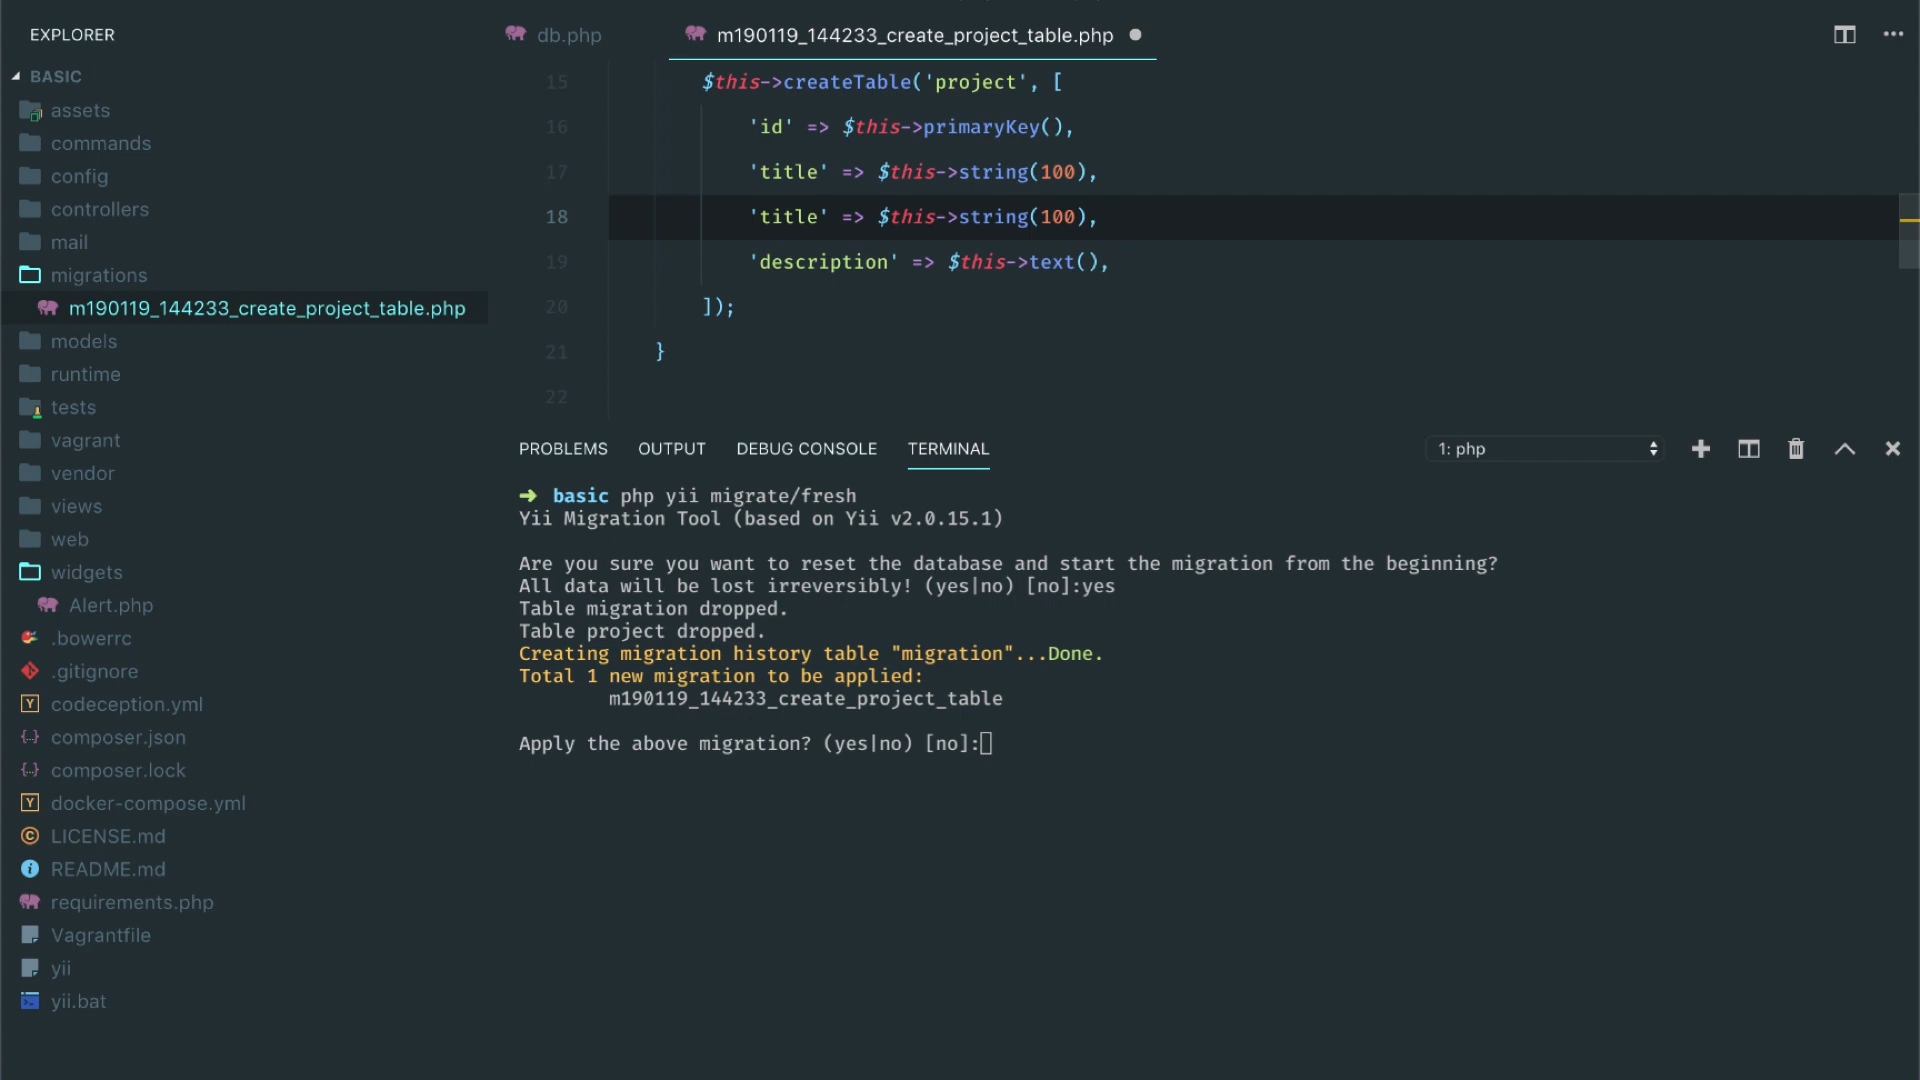 EXPLORER
BASIC
assets
commands
config
controllers
mail
migrations
m190119_144233_create_project_table.php
models
runtime
tests
vagrant
vendor
views
web
widgets
Alert.php
.bowerrc
.gitignore
codeception.yml
composer.json
composer.lock
docker-compose.yml
LICENSE.md
README.md
requirements.php
Vagrantfile
yii
yii.bat
db.php
m190119_144233_create_project_table.php
15 $this->createTable('project', [
16 'id' => $this->primaryKey(),
17 'title' => $this->string(100),
18 'title' => $this->string(100),
19 'description' => $this->text(),
20 ]);
21 }
22
PROBLEMS OUTPUT DEBUG CONSOLE TERMINAL 1: php
➜ basic php yii migrate/fresh
Yii Migration Tool (based on Yii v2.0.15.1)
Are you sure you want to reset the database and start the migration from the beginning?
All data will be lost irreversibly! (yes|no) [no]:yes
Table migration dropped.
Table project dropped.
Creating migration history table "migration"...Done.
Total 1 new migration to be applied:
m190119_144233_create_project_table
Apply the above migration? (yes|no) [no]: